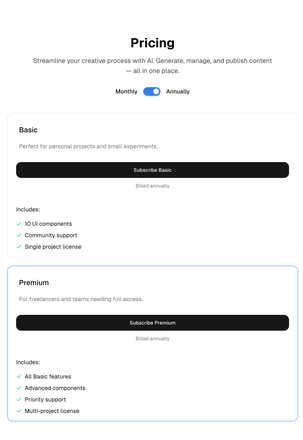 Pricing
Streamline your creative process with AI. Generate, manage, and publish content
— all in one place.
Monthly Annually
Basic
Perfect for personal projects and small experiments.
Subscribe Basic
Billed annually
Includes:
✓ 10 UI components
✓ Community support
✓ Single project license
Premium
For freelancers and teams needing full access.
Subscribe Premium
Billed annually
Includes:
✓ All Basic features
✓ Advanced components
✓ Priority support
✓ Multi-project license